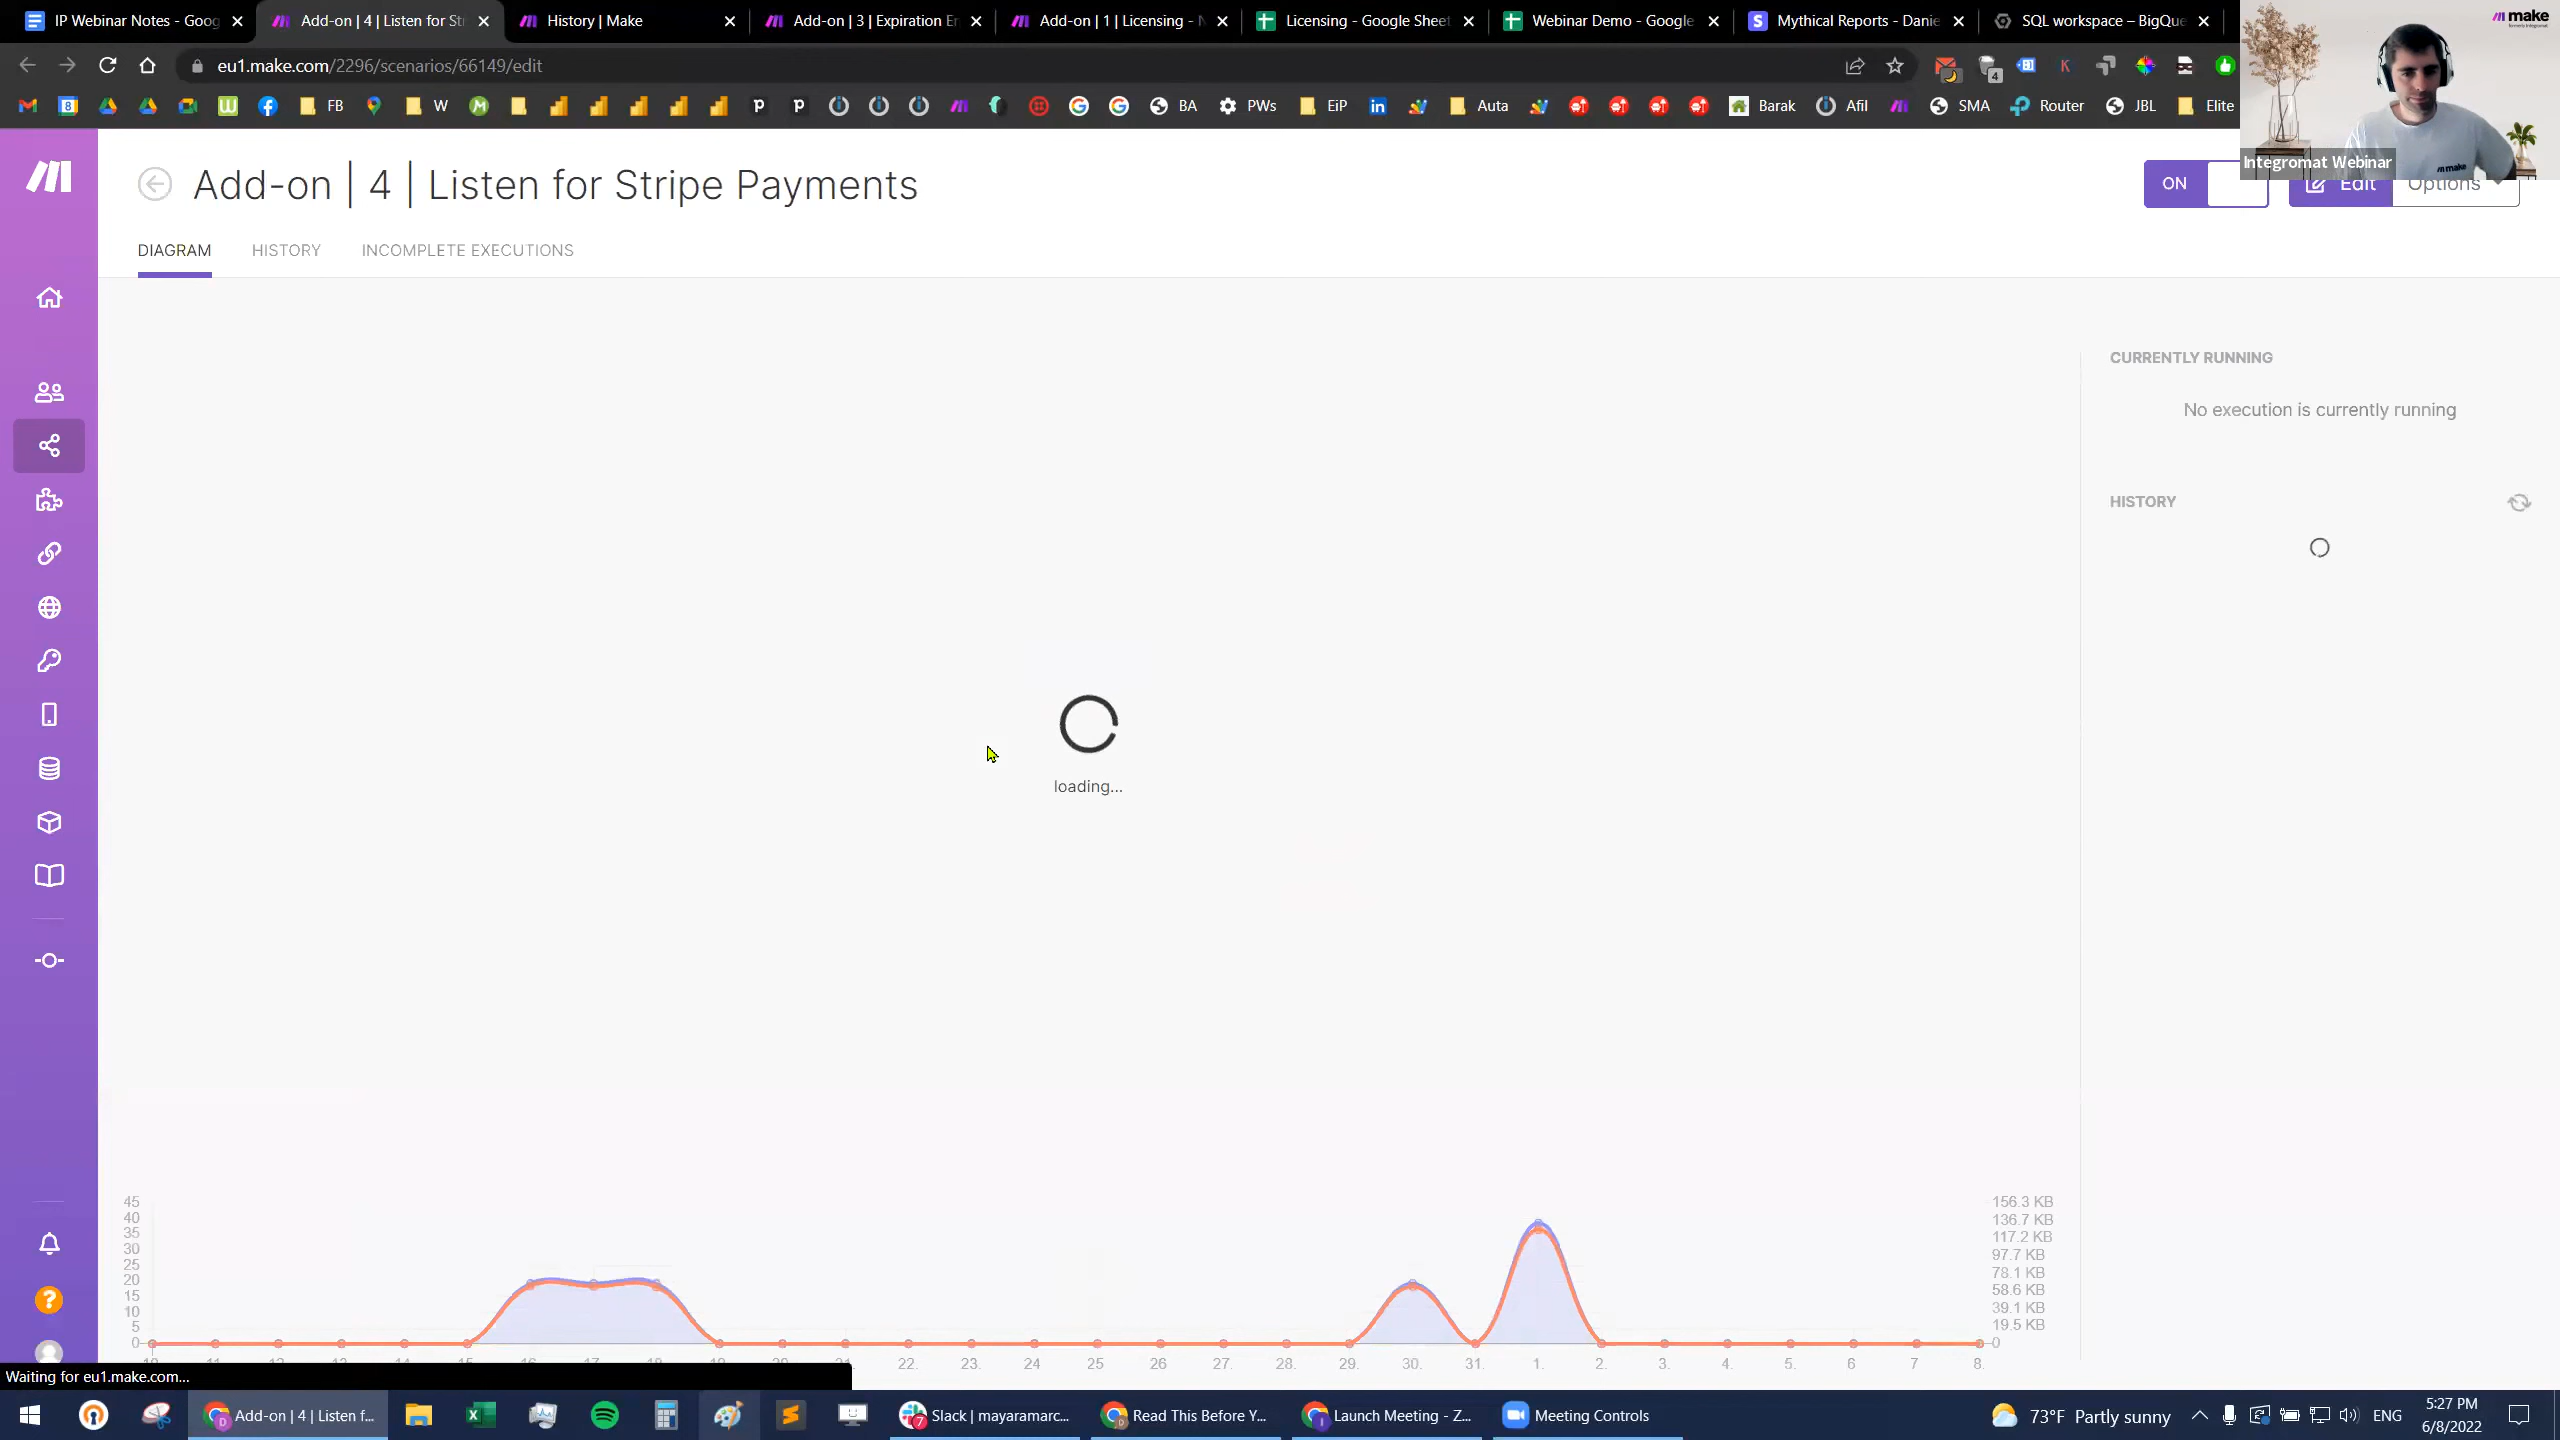 IP Webinar Notes - Goog
Add-on | 4 | Listen for St
History | Make
Add-on | 3 | Expiration E
Add-on | 1 | Licensing - N
Licensing - Google Sheet
Webinar Demo - Google
Mythical Reports - Danie
SQL workspace – BigQue
make
eu1.make.com/2296/scenarios/66149/edit
4
FB
W
BA
PWs
EiP
Auta
Barak
Afil
SMA
Router
JBL
Elite
Integromat Webinar
Add-on | 4 | Listen for Stripe Payments
ON
Edit
Options
DIAGRAM
HISTORY
INCOMPLETE EXECUTIONS
CURRENTLY RUNNING
No execution is currently running
HISTORY
loading...
45
40
35
30
25
20
15
10
5
0
156.3 KB
136.7 KB
117.2 KB
97.7 KB
78.1 KB
58.6 KB
39.1 KB
19.5 KB
0
22. 23. 24 25 26 27. 28. 29. 30. 31. 1. 2. 3. 4. 5. 6 7 8.
Waiting for eu1.make.com...
Add-on | 4 | Listen f...
Slack | mayaramarc...
Read This Before Y...
Launch Meeting - Z...
Meeting Controls
73°F Partly sunny
ENG
5:27 PM
6/8/2022